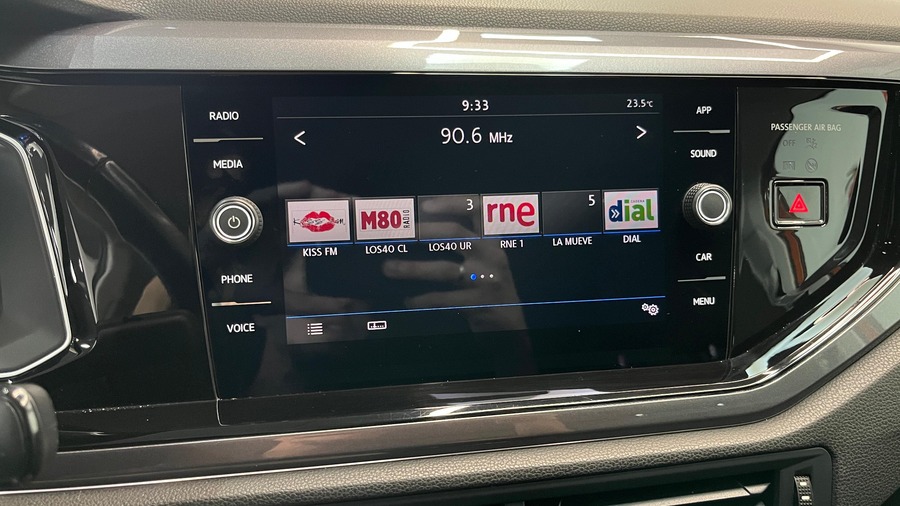 9:33
23.5°C
RADIO
MEDIA
PHONE
VOICE
< 90.6 MHz >
M80 RADIO
3
rne
5
CADENA
dial
KISS FM
LOS40 CL
LOS40 UR
RNE 1
LA MUEVE
DIAL
APP
SOUND
CAR
MENU
PASSENGER AIR BAG
OFF